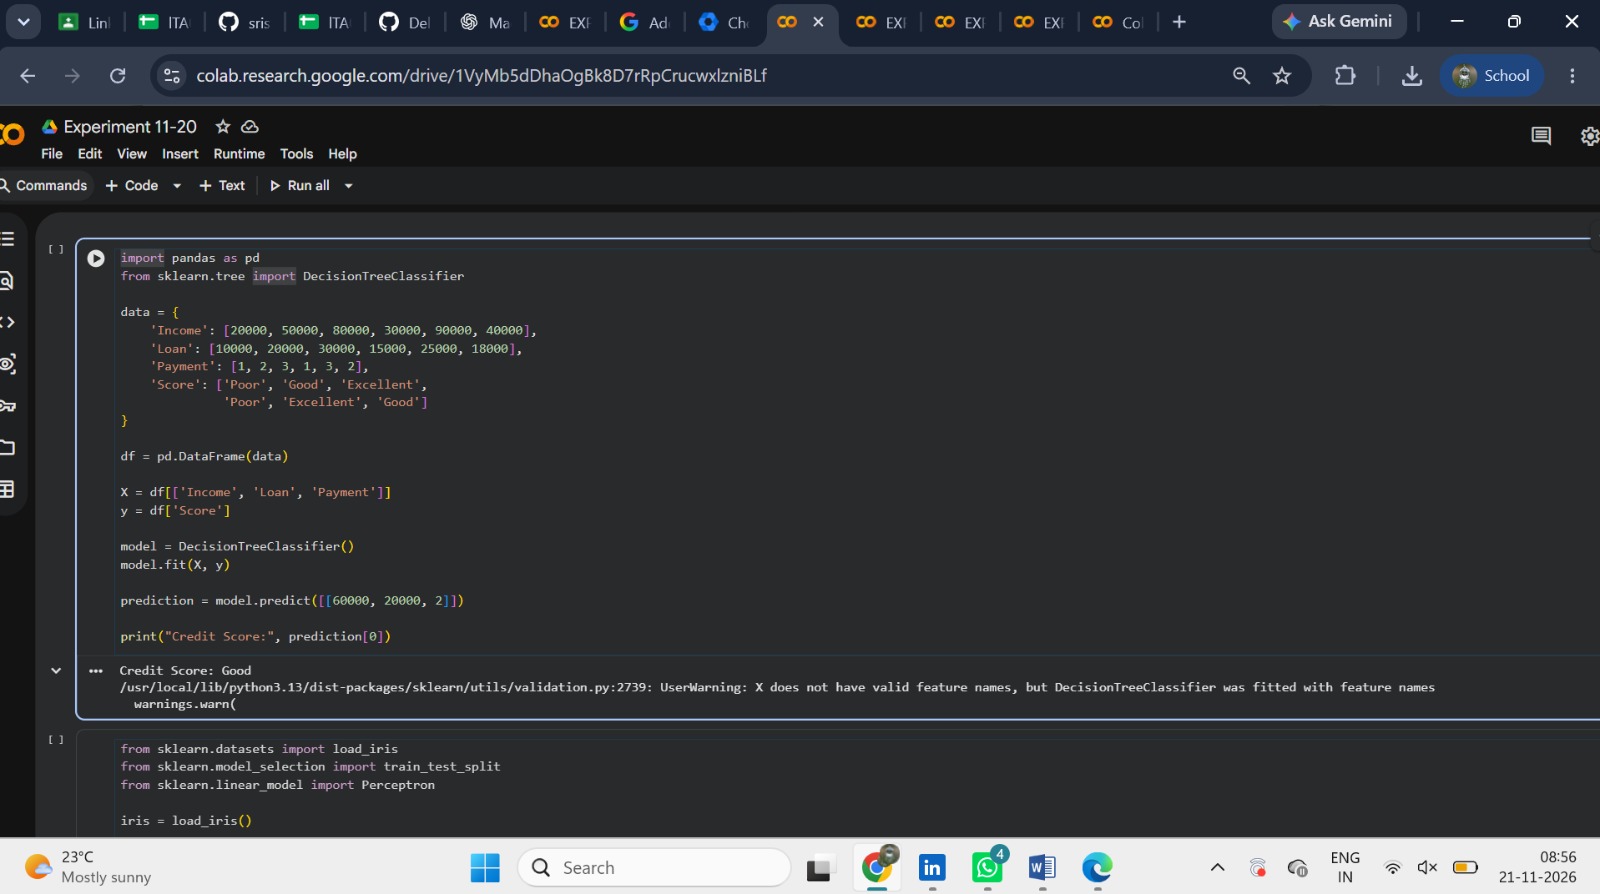 Lin
ITA
sris
ITA
Del
Ma
EXF
Ad
Ch
EXF
EXF
EXF
Col
Ask Gemini
colab.research.google.com/drive/1VyMb5dDhaOgBk8D7rRpCrucwxlzniBLf
School
Experiment 11-20
File Edit View Insert Runtime Tools Help
Commands + Code + Text Run all
[ ]
import pandas as pd
from sklearn.tree import DecisionTreeClassifier
data = {
'Income': [20000, 50000, 80000, 30000, 90000, 40000],
'Loan': [10000, 20000, 30000, 15000, 25000, 18000],
'Payment': [1, 2, 3, 1, 3, 2],
'Score': ['Poor', 'Good', 'Excellent',
'Poor', 'Excellent', 'Good']
}
df = pd.DataFrame(data)
X = df[['Income', 'Loan', 'Payment']]
y = df['Score']
model = DecisionTreeClassifier()
model.fit(X, y)
prediction = model.predict([[60000, 20000, 2]])
print("Credit Score:", prediction[0])
Credit Score: Good
/usr/local/lib/python3.13/dist-packages/sklearn/utils/validation.py:2739: UserWarning: X does not have valid feature names, but DecisionTreeClassifier was fitted with feature names
warnings.warn(
[ ]
from sklearn.datasets import load_iris
from sklearn.model_selection import train_test_split
from sklearn.linear_model import Perceptron
iris = load_iris()
23°C
Mostly sunny
Search
4
ENG
IN
08:56
21-11-2026